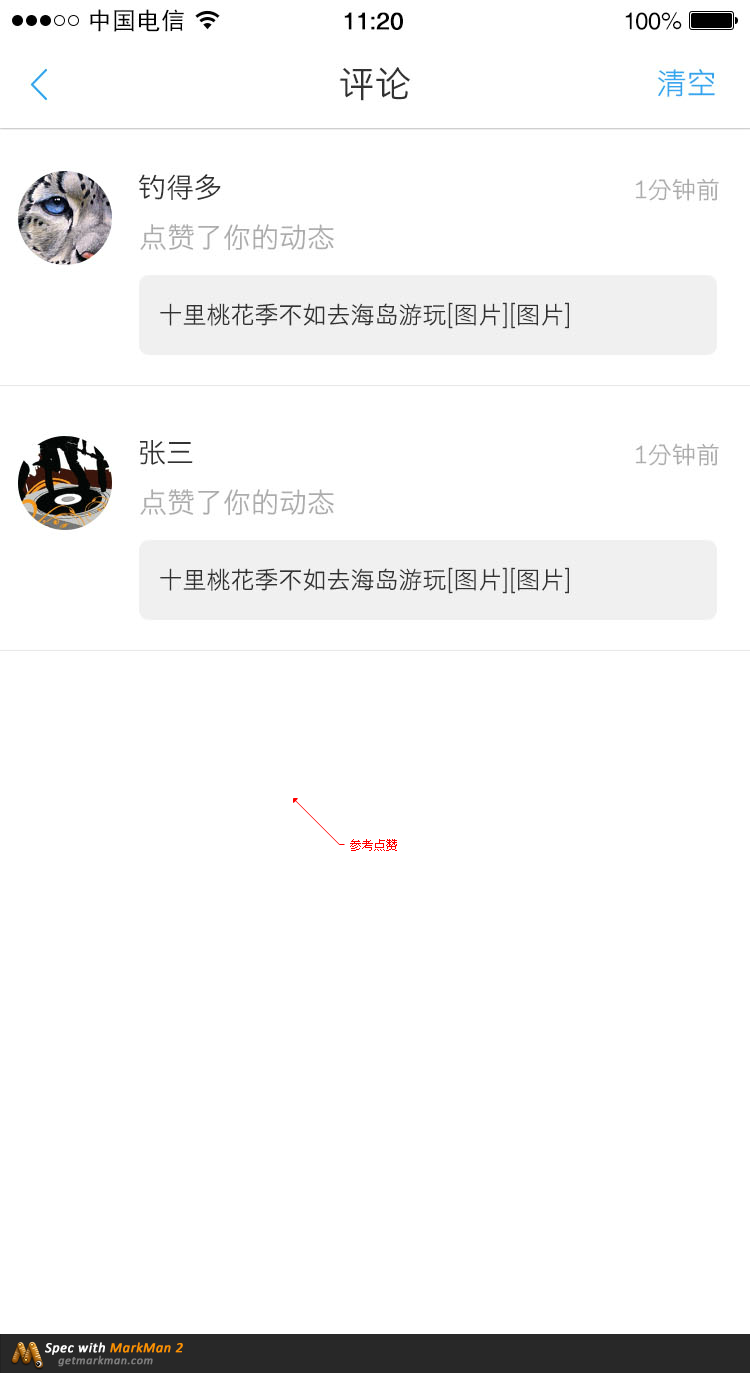 中国电信 11:20 100%
评论 清空
钓得多 1分钟前
点赞了你的动态
十里桃花季不如去海岛游玩[图片][图片]
张三 1分钟前
点赞了你的动态
十里桃花季不如去海岛游玩[图片][图片]
参考点赞
Spec with MarkMan 2
getmarkman.com